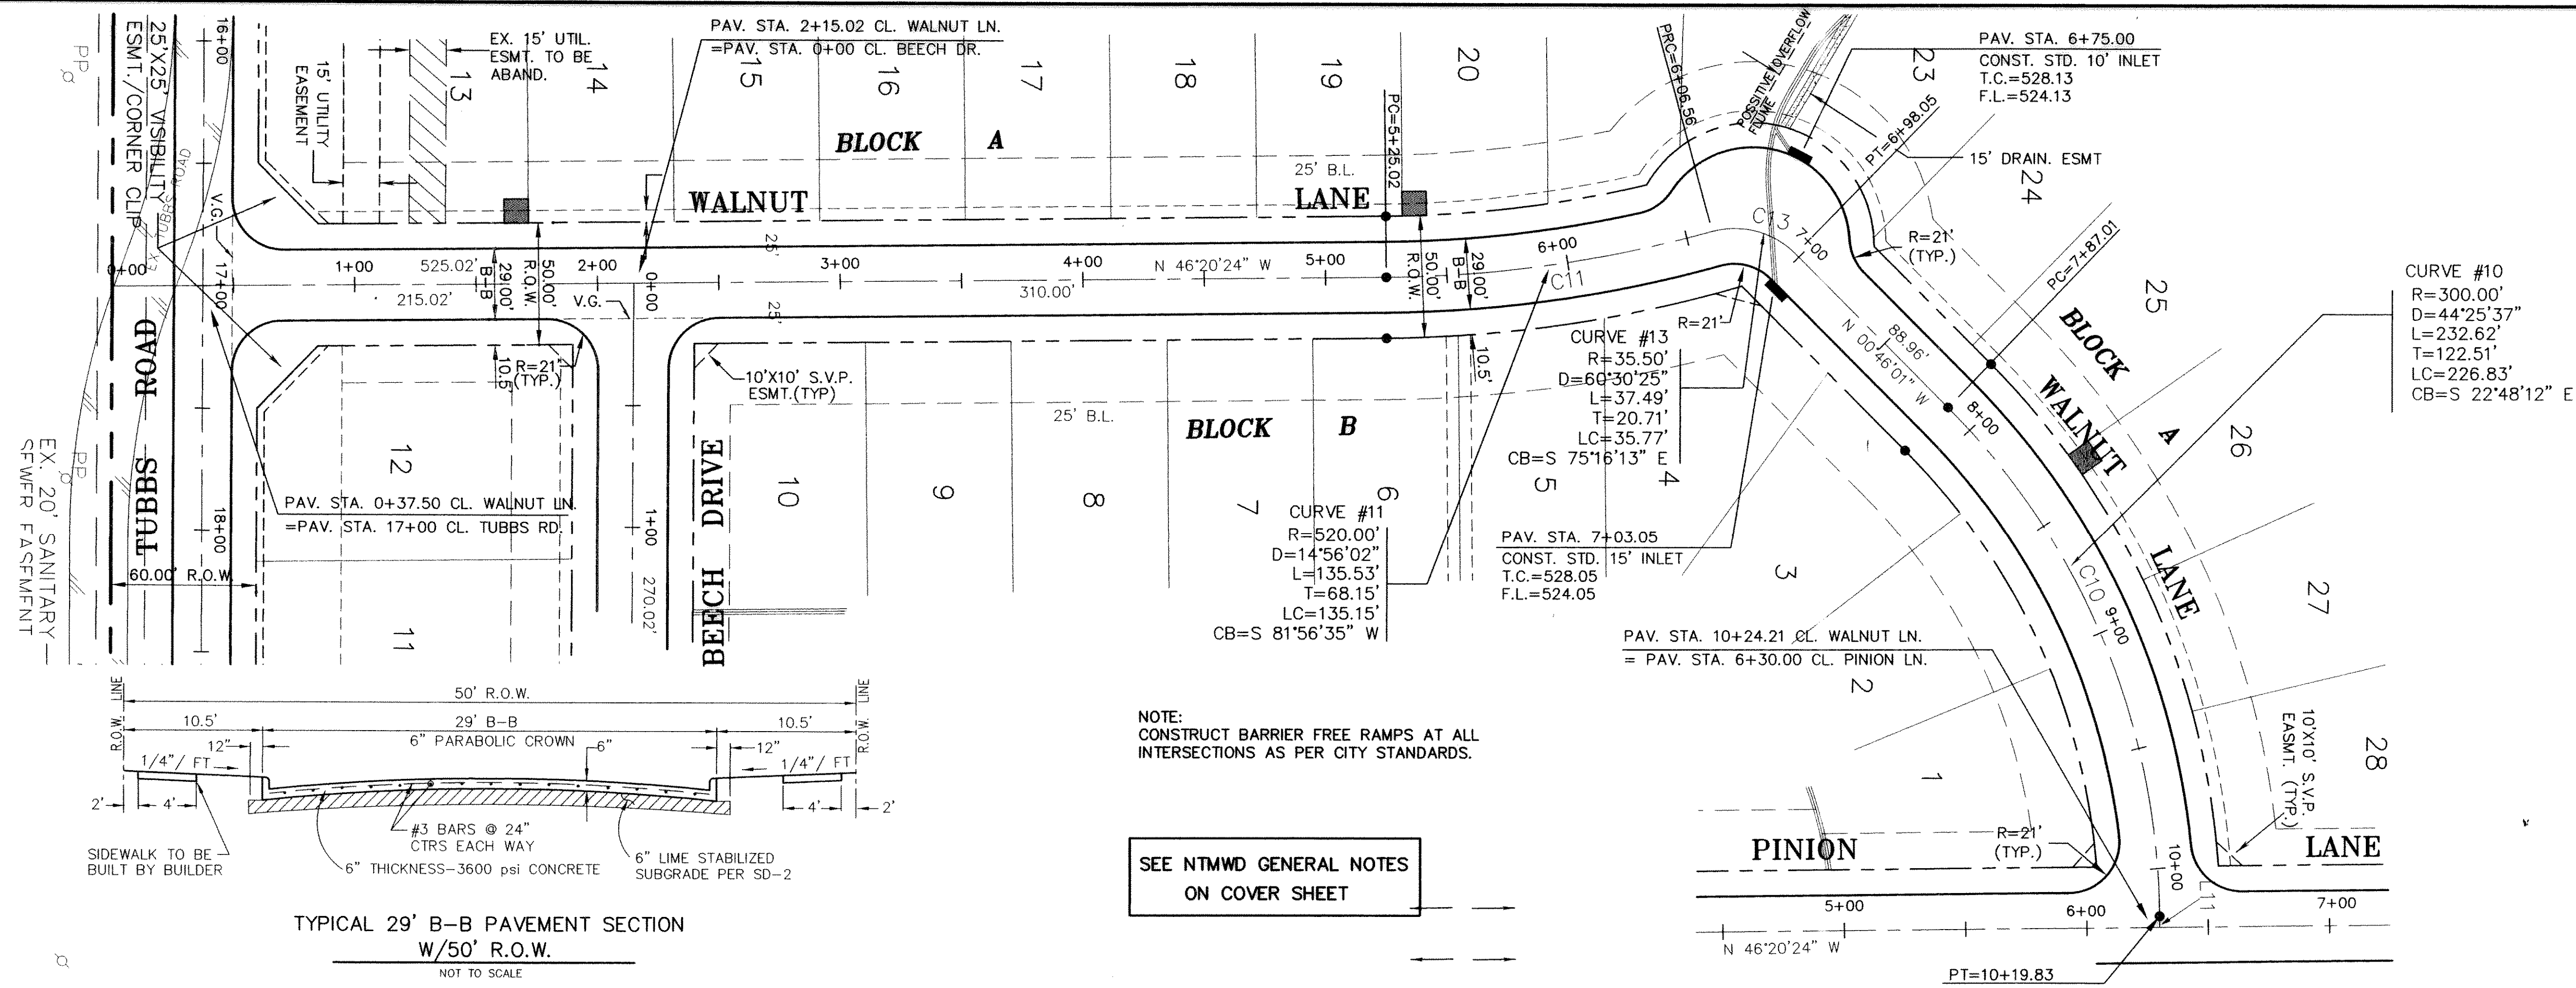 16+00
25'X25' VISIBILITY
ESMT./CORNER CLIP
PP
EX. TUBBS ROAD
V.G.
0+00
17+00
TUBBS ROAD
18+00
60.00' R.O.W.
EX. 20' SANITARY
SEWER EASEMENT
PP
15' UTILITY
EASEMENT
EX. 15' UTIL.
ESMT. TO BE
ABAND.
13
14
15
16
17
18
19
20
23
24
25
26
27
28
PAV. STA. 2+15.02 CL. WALNUT LN.
=PAV. STA. 0+00 CL. BEECH DR.
BLOCK A
25' B.L.
WALNUT LANE
PC=5+25.02
PRC=6+06.56
POSSITIVE OVERFLOW
FLUME
PAV. STA. 6+75.00
CONST. STD. 10' INLET
T.C.=528.13
F.L.=524.13
PT=6+98.05
15' DRAIN. ESMT
R=21'
(TYP.)
PC=7+87.01
1+00
525.02'
215.02'
29.00'
B-B
50.00'
R.O.W.
2+00
0+00
V.G.
25'
25'
3+00
310.00'
4+00
N 46°20'24" W
5+00
50.00'
R.O.W.
29.00'
B-B
6+00
C11
C13
7+00
R=21'
88.96'
N 00°46'01" W
8+00
BLOCK A
WALNUT LANE
CURVE #10
R=300.00'
D=44°25'37"
L=232.62'
T=122.51'
LC=226.83'
CB=S 22°48'12" E
C10
9+00
10.5'
R=21'
(TYP.)
10'X10' S.V.P.
ESMT.(TYP)
12
11
PAV. STA. 0+37.50 CL. WALNUT LN.
=PAV. STA. 17+00 CL. TUBBS RD.
1+00
270.02'
BEECH DRIVE
25' B.L.
BLOCK B
10.5'
10
9
8
7
6
5
4
3
2
1
CURVE #13
R=35.50'
D=60°30'25"
L=37.49'
T=20.71'
LC=35.77'
CB=S 75°16'13" E
CURVE #11
R=520.00'
D=14°56'02"
L=135.53'
T=68.15'
LC=135.15'
CB=S 81°56'35" W
PAV. STA. 7+03.05
CONST. STD. 15' INLET
T.C.=528.05
F.L.=524.05
PAV. STA. 10+24.21 CL. WALNUT LN.
= PAV. STA. 6+30.00 CL. PINION LN.
10'X10' S.V.P.
EASMT. (TYP.)
R=21'
(TYP.)
PINION LANE
10+00
L11
5+00
6+00
7+00
N 46°20'24" W
PT=10+19.83
R.O.W. LINE
50' R.O.W.
R.O.W. LINE
10.5'
29' B-B
10.5'
12"
6" PARABOLIC CROWN
6"
12"
1/4"/ FT
1/4"/ FT
2'
4'
4'
2'
SIDEWALK TO BE
BUILT BY BUILDER
#3 BARS @ 24"
CTRS EACH WAY
6" THICKNESS-3600 psi CONCRETE
6" LIME STABILIZED
SUBGRADE PER SD-2
TYPICAL 29' B-B PAVEMENT SECTION
W/50' R.O.W.
NOT TO SCALE
NOTE:
CONSTRUCT BARRIER FREE RAMPS AT ALL
INTERSECTIONS AS PER CITY STANDARDS.
SEE NTMWD GENERAL NOTES
ON COVER SHEET